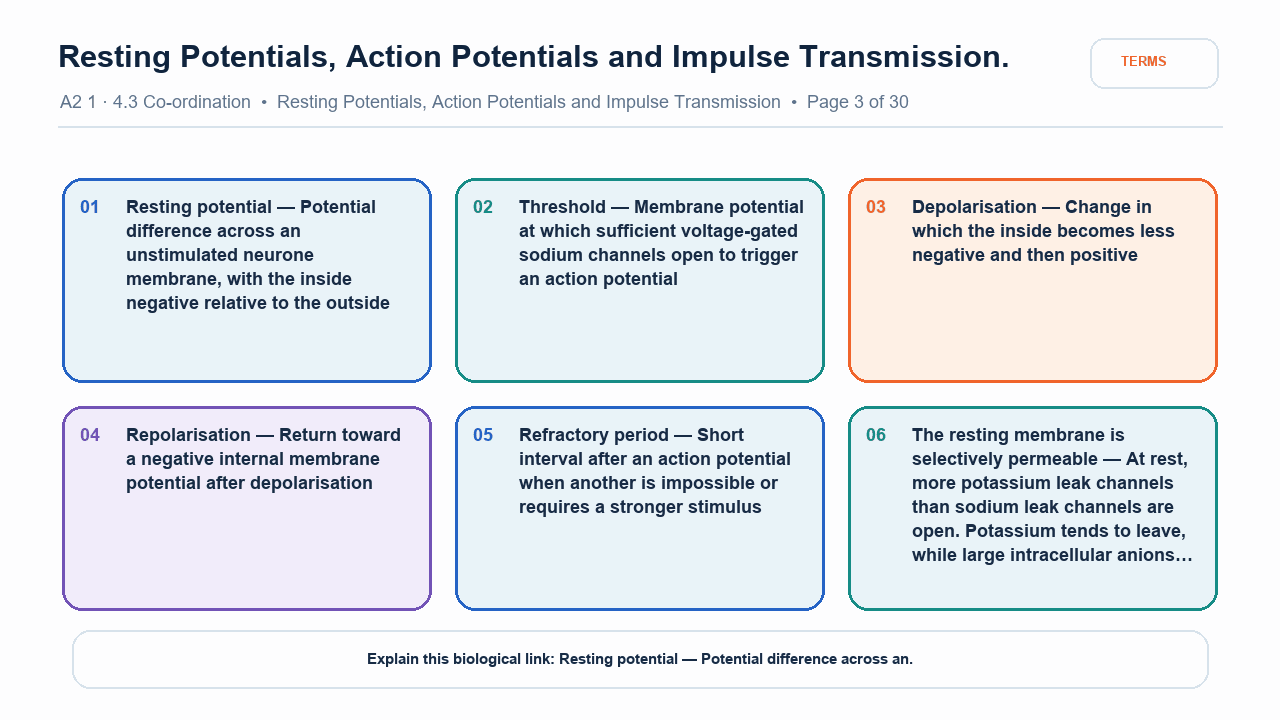 Resting Potentials, Action Potentials and Impulse Transmission.
TERMS
A2 1 · 4.3 Co-ordination • Resting Potentials, Action Potentials and Impulse Transmission • Page 3 of 30
01
Resting potential — Potential
difference across an
unstimulated neurone
membrane, with the inside
negative relative to the outside
02
Threshold — Membrane potential
at which sufficient voltage-gated
sodium channels open to trigger
an action potential
03
Depolarisation — Change in
which the inside becomes less
negative and then positive
04
Repolarisation — Return toward
a negative internal membrane
potential after depolarisation
05
Refractory period — Short
interval after an action potential
when another is impossible or
requires a stronger stimulus
06
The resting membrane is
selectively permeable — At rest,
more potassium leak channels
than sodium leak channels are
open. Potassium tends to leave,
while large intracellular anions…
Explain this biological link: Resting potential — Potential difference across an.